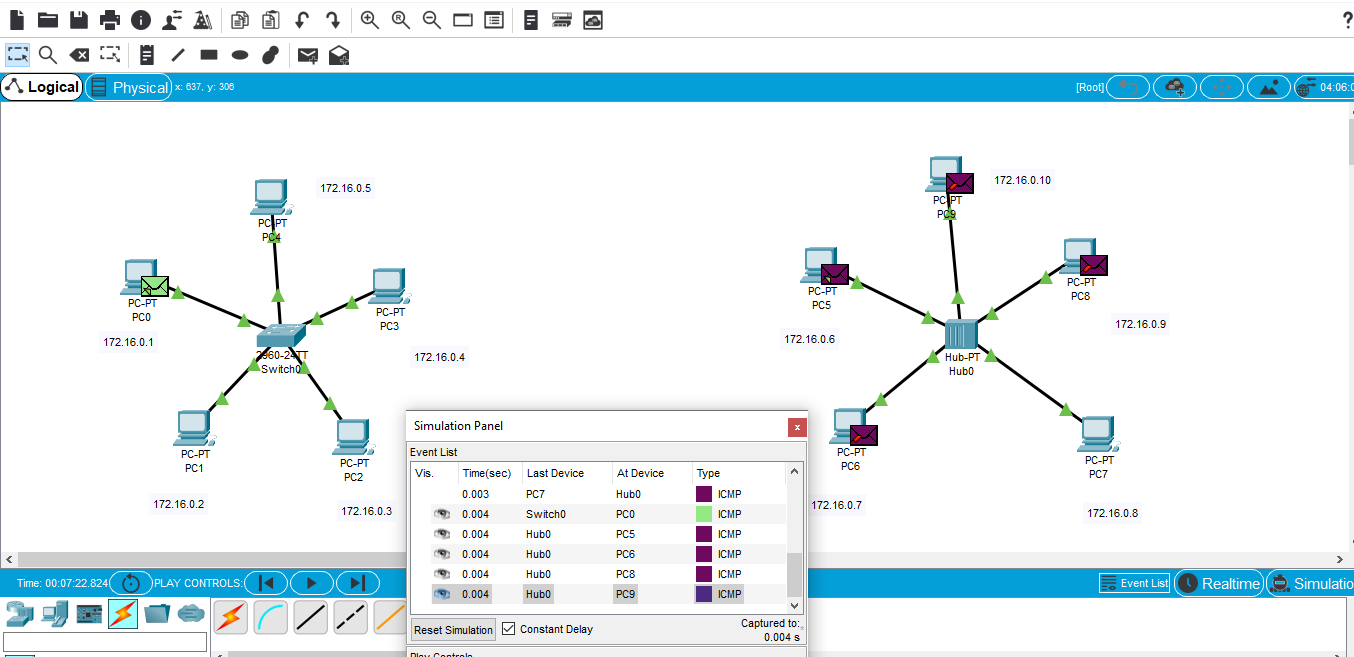 ?
Logical Physical x: 637, y: 306 [Root] 04:06:0
172.16.0.5
PC-PT
PC4
PC-PT
PC0
172.16.0.1
PC-PT
PC3
172.16.0.4
2960-24TT
Switch0
PC-PT
PC1
172.16.0.2
PC-PT
PC2
172.16.0.3
172.16.0.10
PC-PT
PC9
PC-PT
PC5
172.16.0.6
PC-PT
PC8
172.16.0.9
Hub-PT
Hub0
PC-PT
PC6
172.16.0.7
PC-PT
PC7
172.16.0.8
Simulation Panel x
Event List
Vis. Time(sec) Last Device At Device Type
0.003 PC7 Hub0 ICMP
0.004 Switch0 PC0 ICMP
0.004 Hub0 PC5 ICMP
0.004 Hub0 PC6 ICMP
0.004 Hub0 PC8 ICMP
0.004 Hub0 PC9 ICMP
Reset Simulation Constant Delay Captured to:
0.004 s
Play Controls
Time: 00:07:22.824 PLAY CONTROLS: Event List Realtime Simulatio